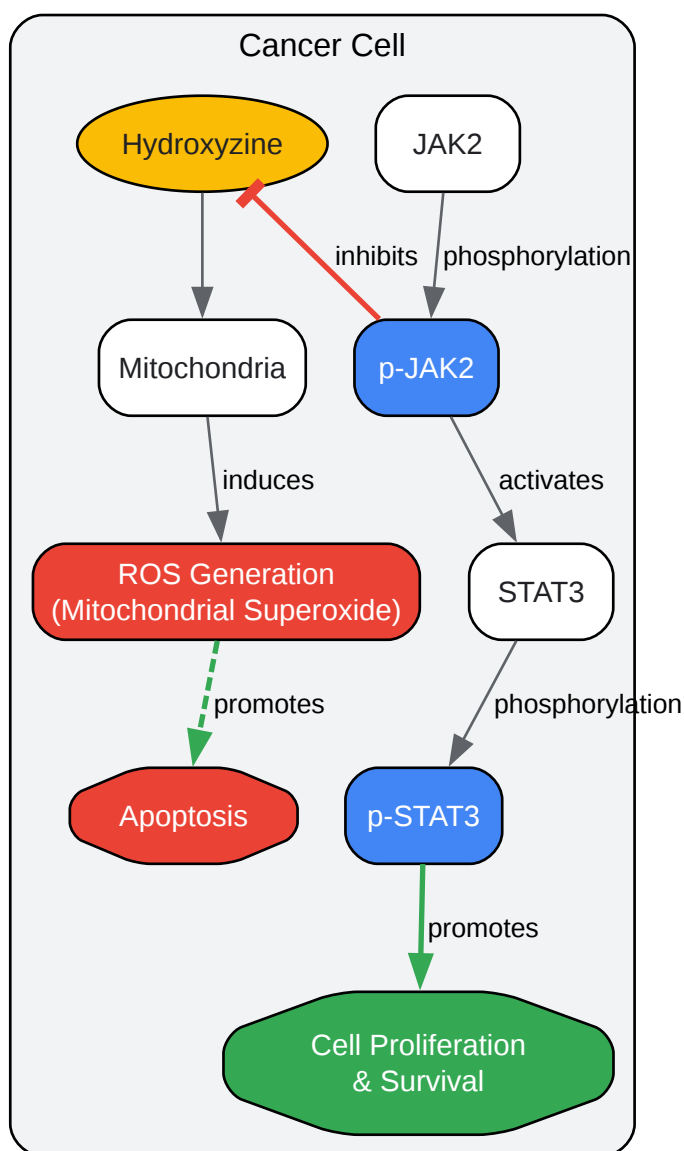 Cancer Cell
Hydroxyzine
JAK2
inhibits
phosphorylation
Mitochondria
p-JAK2
induces
activates
ROS Generation
(Mitochondrial Superoxide)
STAT3
promotes
phosphorylation
Apoptosis
p-STAT3
promotes
Cell Proliferation
& Survival